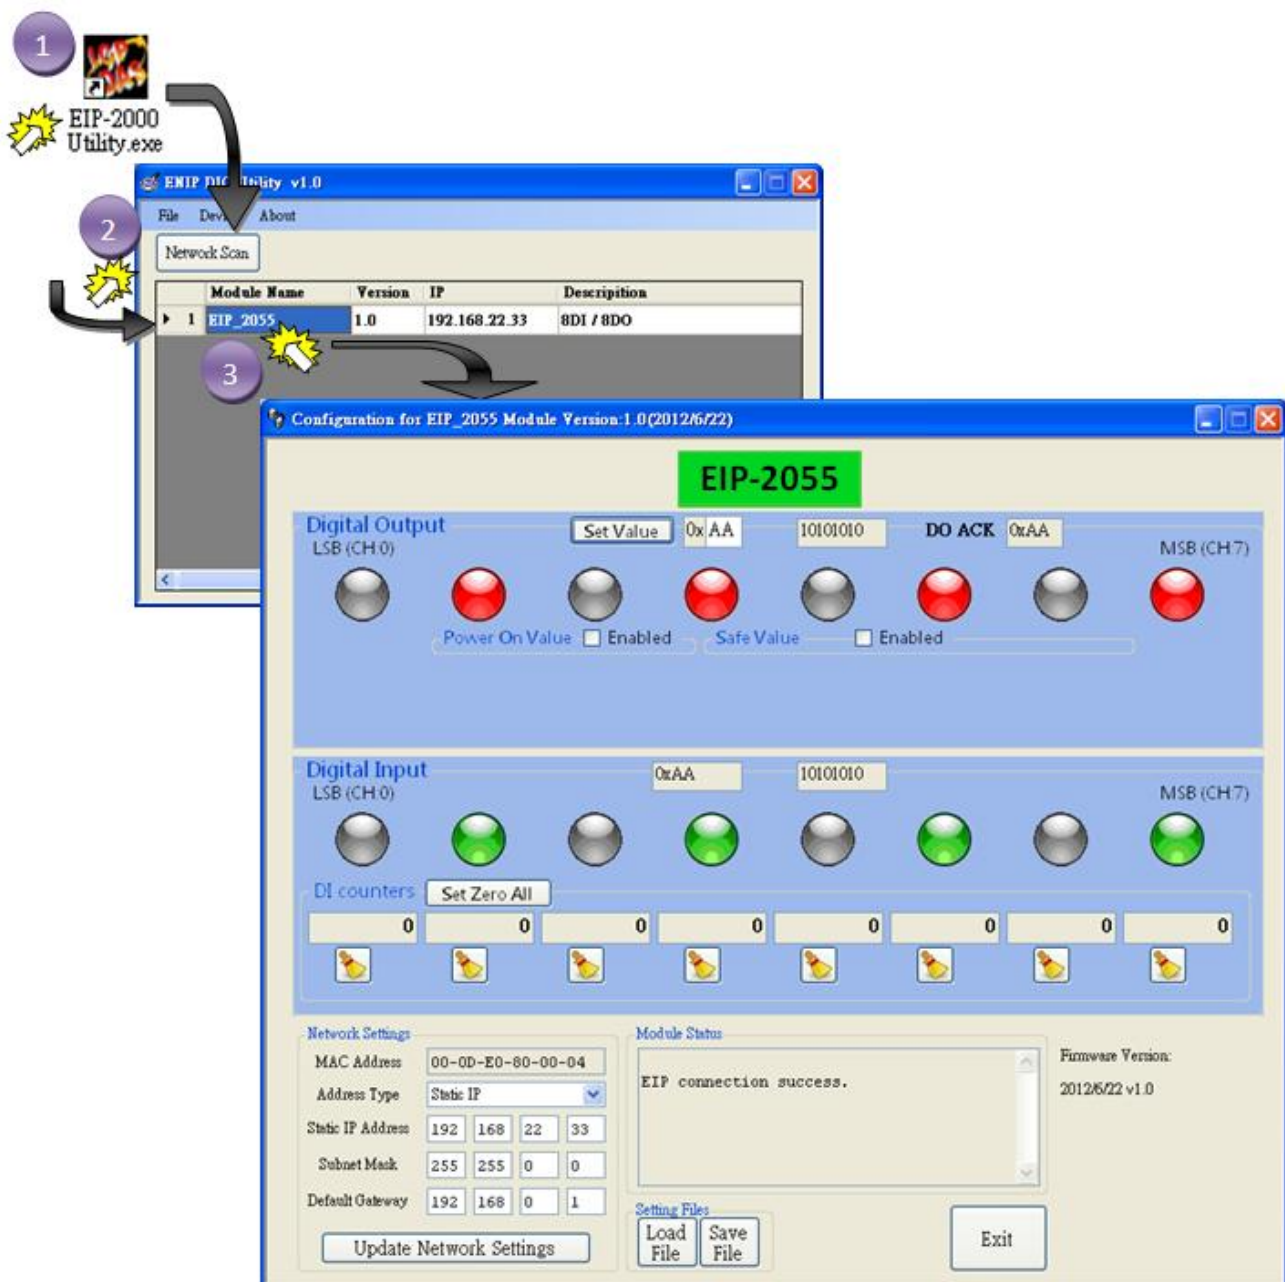 1
EIP-2000
Utility.exe
ENIP DIO Utility v1.0
2
File Device About
Network Scan
Module Name Version IP Descripition
1 EIP_2055 1.0 192.168.22.33 8DI / 8DO
3
Configuration for EIP_2055 Module Version:1.0(2012/6/22)
EIP-2055
Digital Output Set Value 0x AA 10101010 DO ACK 0xAA
LSB (CH:0) MSB (CH:7)
Power On Value Enabled Safe Value Enabled
Digital Input 0xAA 10101010
LSB (CH:0) MSB (CH:7)
DI counters Set Zero All
0 0 0 0 0 0 0 0
Network Settings
MAC Address 00-0D-E0-80-00-04
Address Type Static IP
Static IP Address 192 168 22 33
Subnet Mask 255 255 0 0
Default Gateway 192 168 0 1
Update Network Settings
Module Status
EIP connection success.
Setting Files
Load File Save File
Firmware Version:
2012/6/22 v1.0
Exit